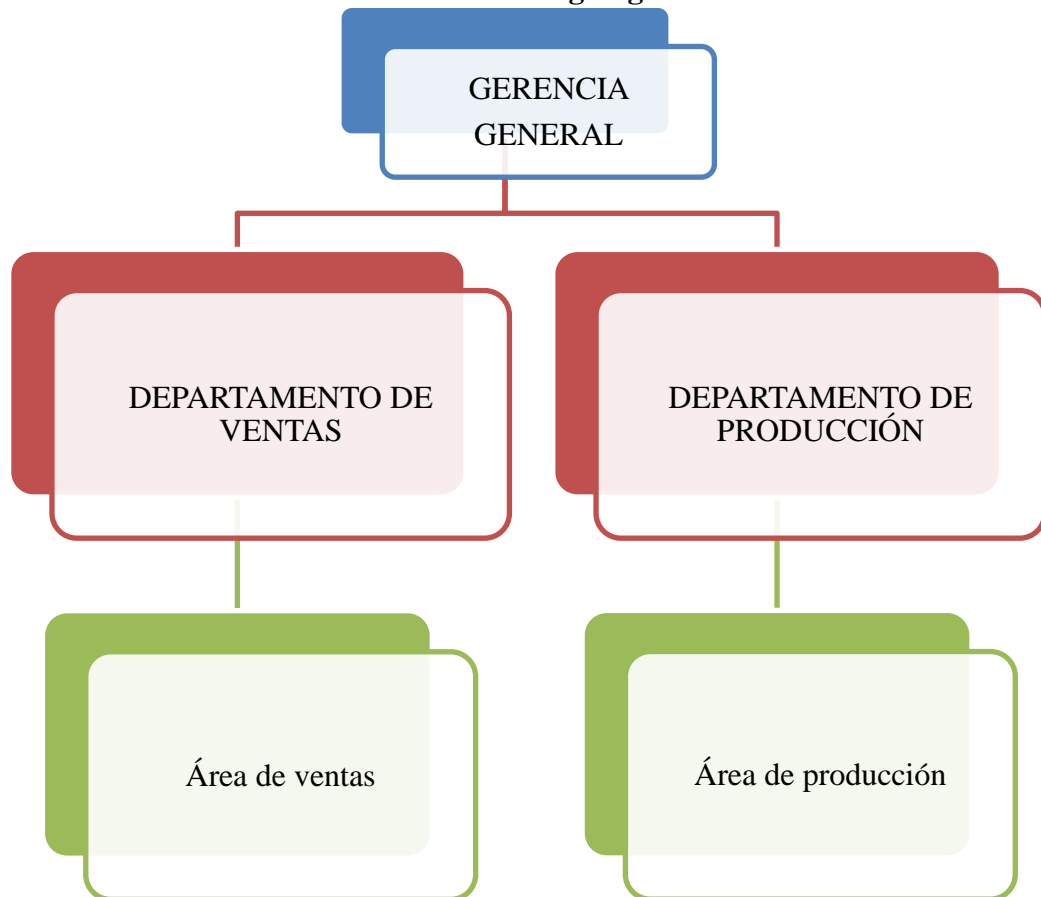 GERENCIA
GENERAL
DEPARTAMENTO DE
VENTAS
DEPARTAMENTO DE
PRODUCCIÓN
Área de ventas
Área de producción